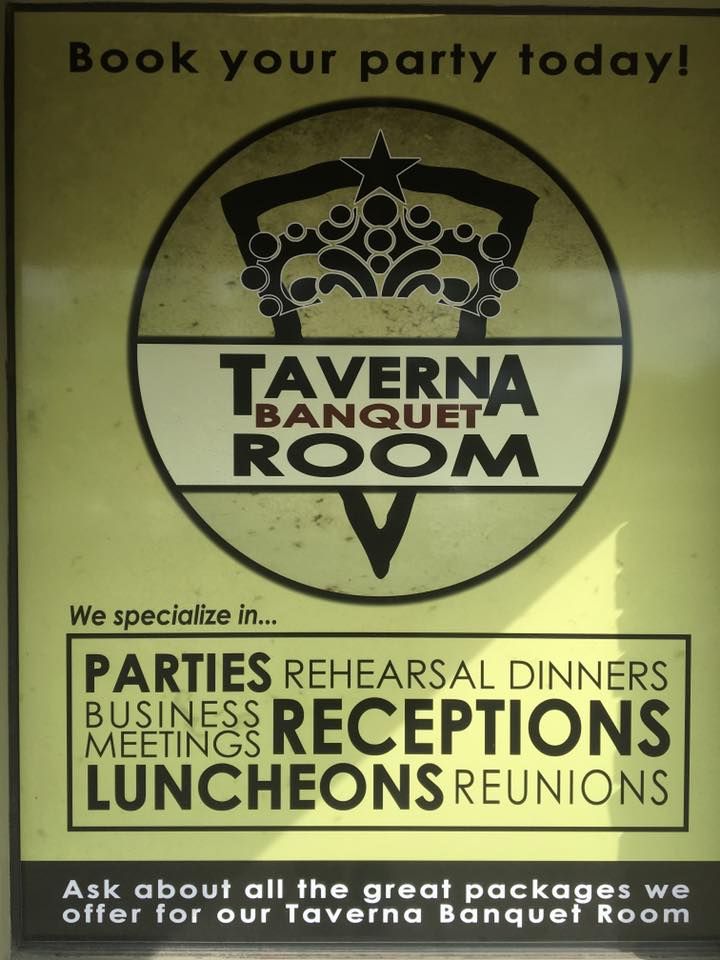 Book your party today!
TAVERNA
BANQUET
ROOM
We specialize in...
PARTIES REHEARSAL DINNERS
BUSINESS MEETINGS RECEPTIONS
LUNCHEONS REUNIONS
Ask about all the great packages we
offer for our Taverna Banquet Room